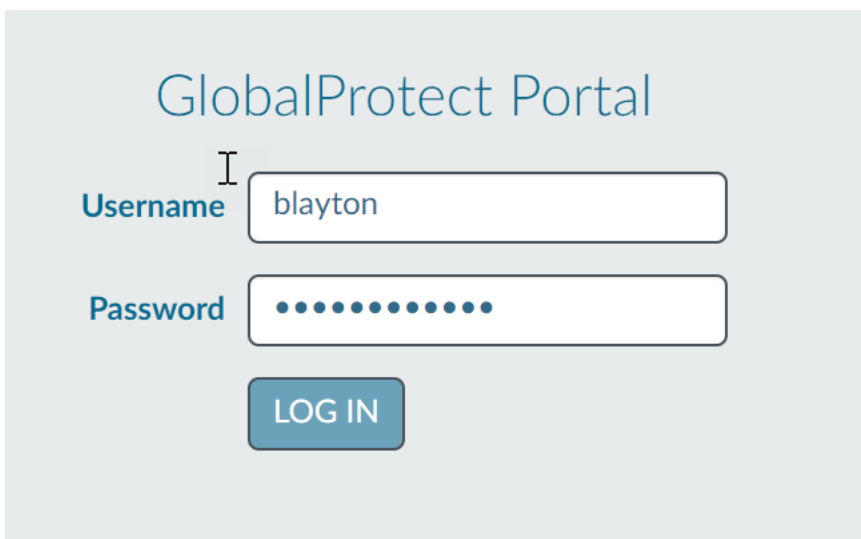 GlobalProtect Portal
Username blayton
Password ••••••••••••
LOG IN